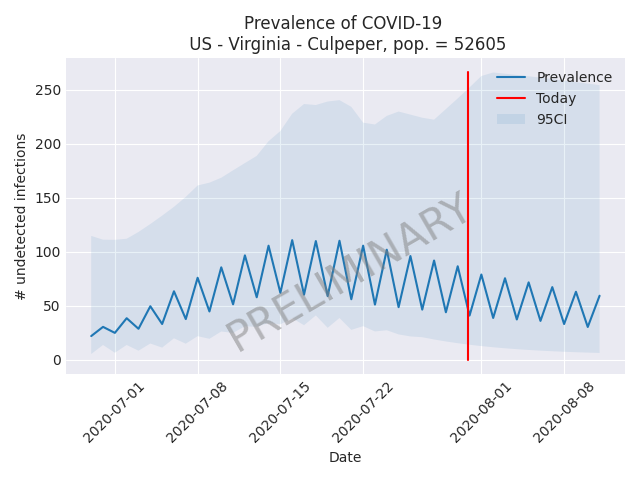 Prevalence of COVID-19
US - Virginia - Culpeper, pop. = 52605
Prevalence
Today
95CI
# undetected infections
250
200
150
100
50
0
PRELIMINARY
2020-07-01
2020-07-08
2020-07-15
2020-07-22
2020-08-01
2020-08-08
Date